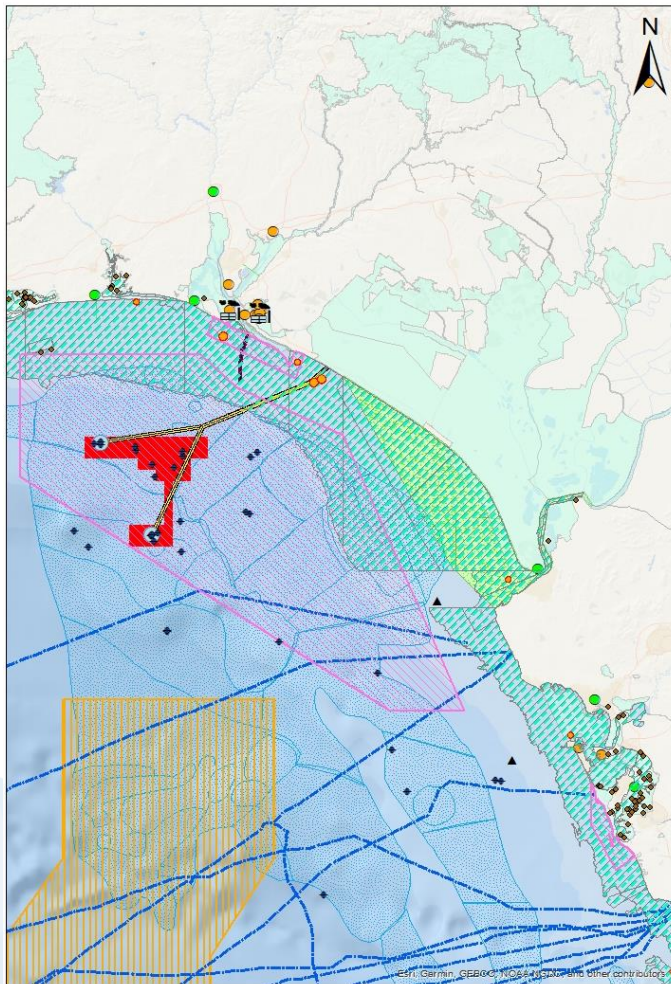 N
Esri, Garmin, GEBCO, NOAA NGDC, and other contributors